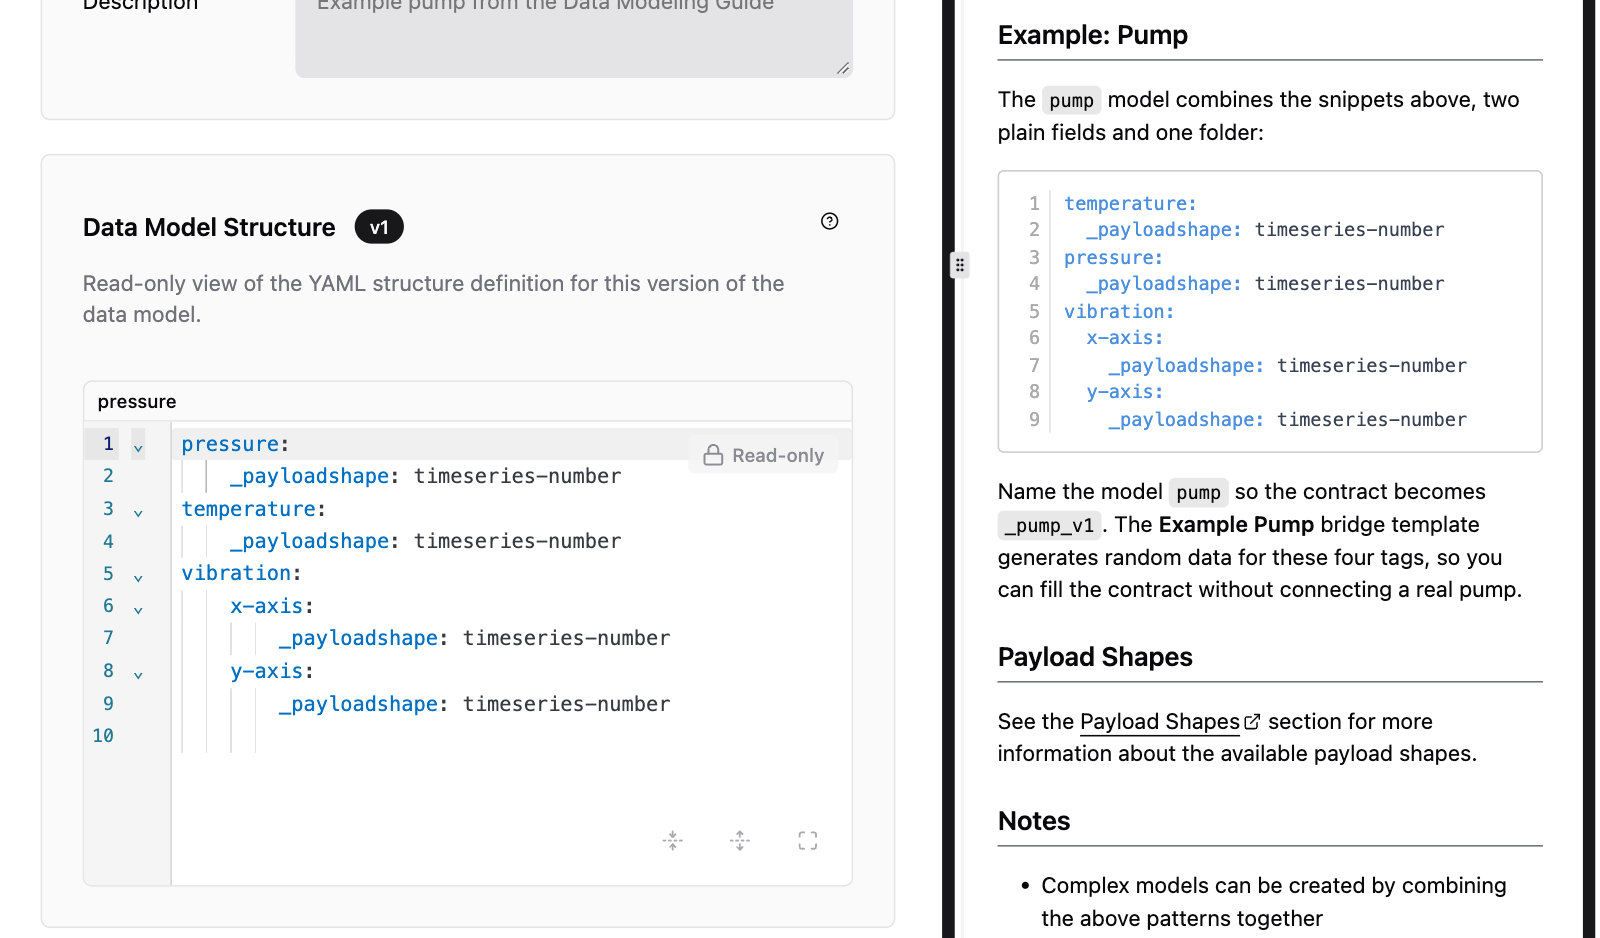 Description
Example pump from the Data Modeling Guide
Data Model Structure v1
Read-only view of the YAML structure definition for this version of the
data model.
pressure
1 pressure:
Read-only
2 _payloadshape: timeseries-number
3 temperature:
4 _payloadshape: timeseries-number
5 vibration:
6 x-axis:
7 _payloadshape: timeseries-number
8 y-axis:
9 _payloadshape: timeseries-number
10
Example: Pump
The pump model combines the snippets above, two
plain fields and one folder:
1 temperature:
2 _payloadshape: timeseries-number
3 pressure:
4 _payloadshape: timeseries-number
5 vibration:
6 x-axis:
7 _payloadshape: timeseries-number
8 y-axis:
9 _payloadshape: timeseries-number
Name the model pump so the contract becomes
_pump_v1. The Example Pump bridge template
generates random data for these four tags, so you
can fill the contract without connecting a real pump.
Payload Shapes
See the Payload Shapes section for more
information about the available payload shapes.
Notes
• Complex models can be created by combining
the above patterns together